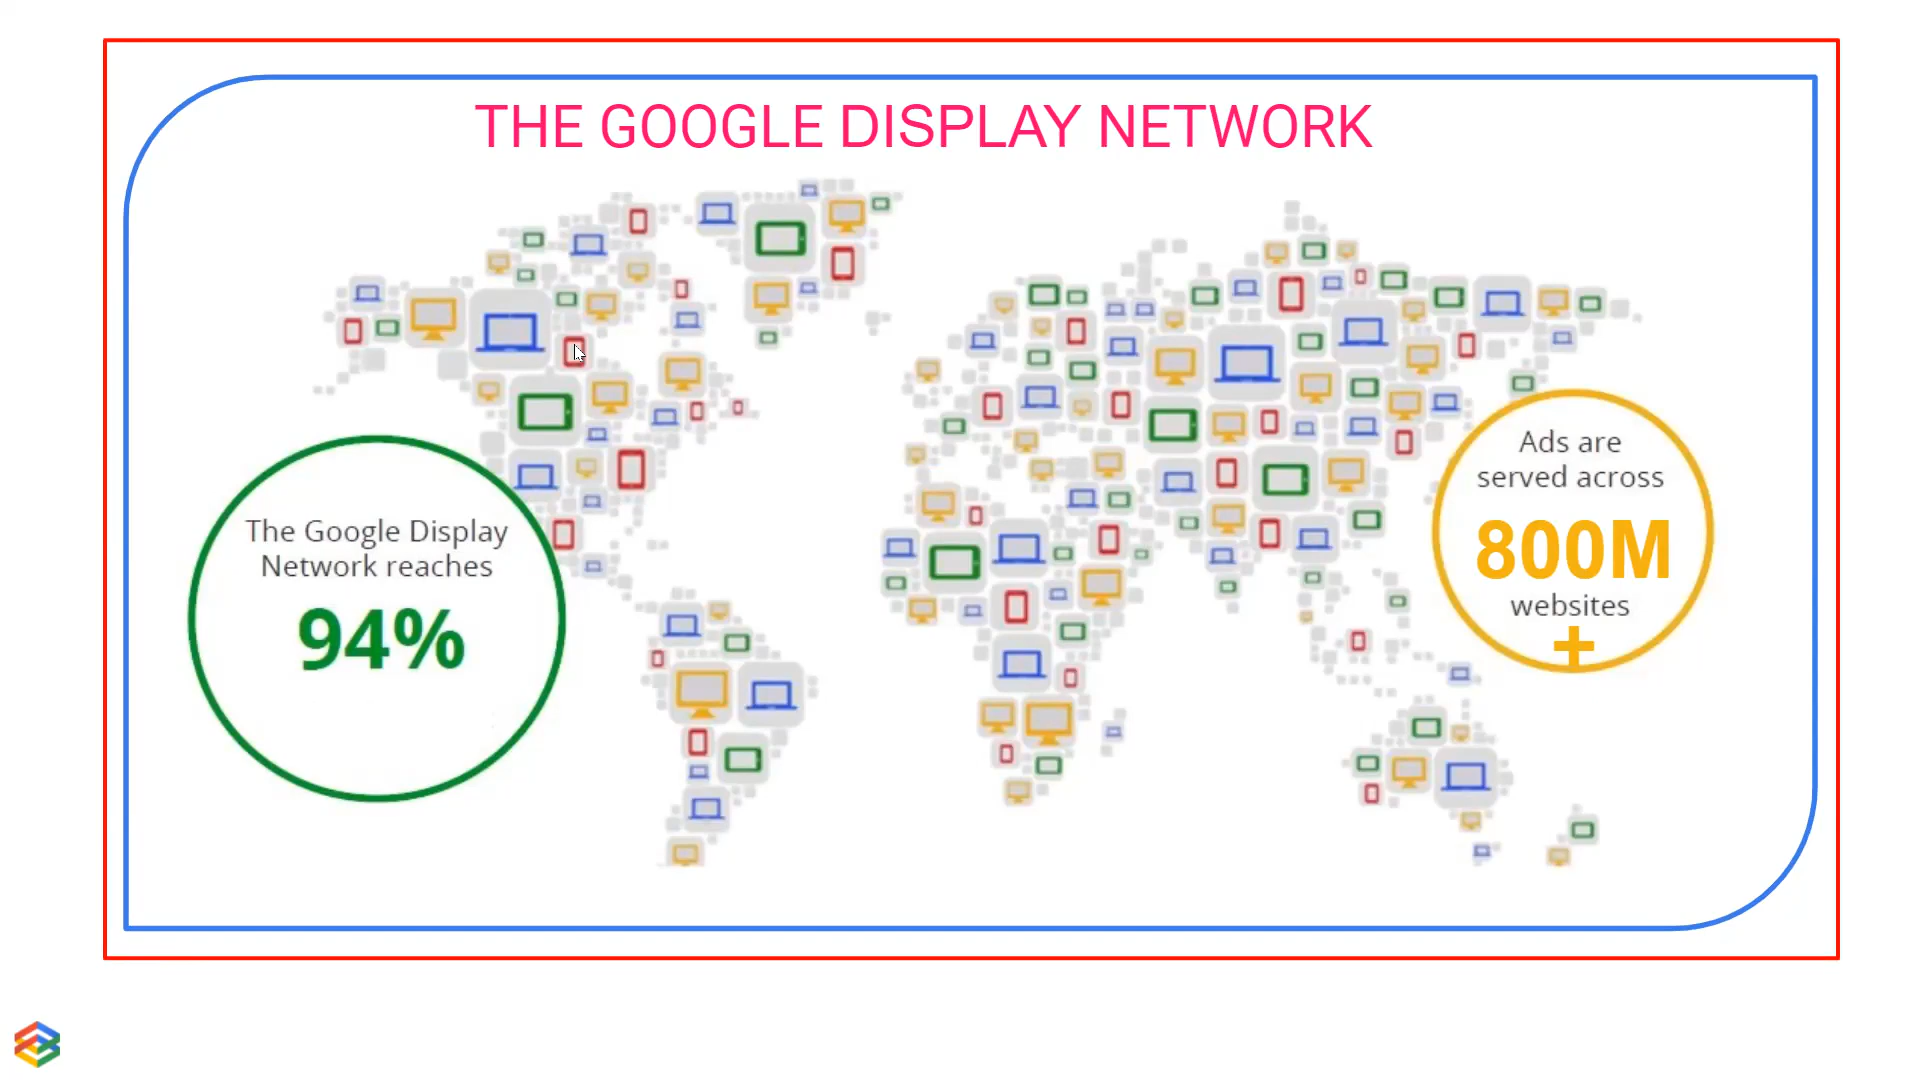 THE GOOGLE DISPLAY NETWORK
The Google Display
Network reaches
94%
Ads are
served across
800M
websites
+